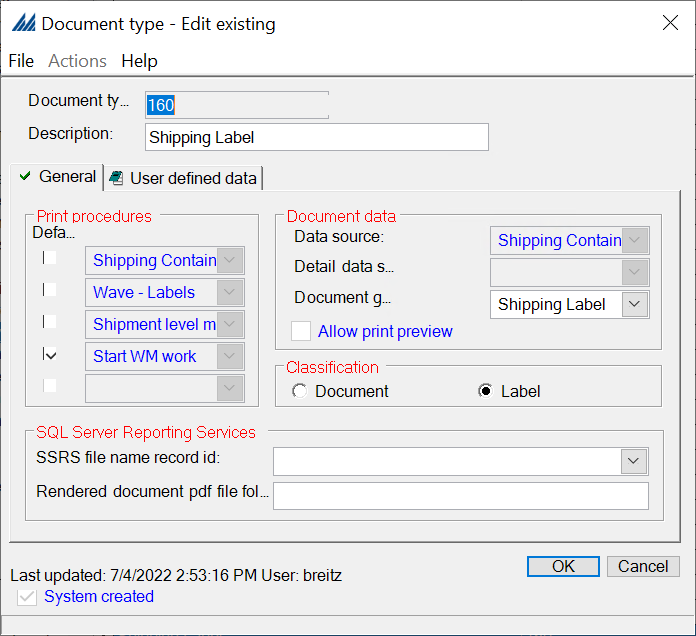 Document type - Edit existing
File Actions Help
Document ty... 160
Description: Shipping Label
General User defined data
Print procedures
Defa...
Shipping Contain
Wave - Labels
Shipment level m
Start WM work
Document data
Data source: Shipping Contain
Detail data s...
Document g... Shipping Label
Allow print preview
Classification
Document Label
SQL Server Reporting Services
SSRS file name record id:
Rendered document pdf file fol...
Last updated: 7/4/2022 2:53:16 PM User: breitz
OK Cancel
System created